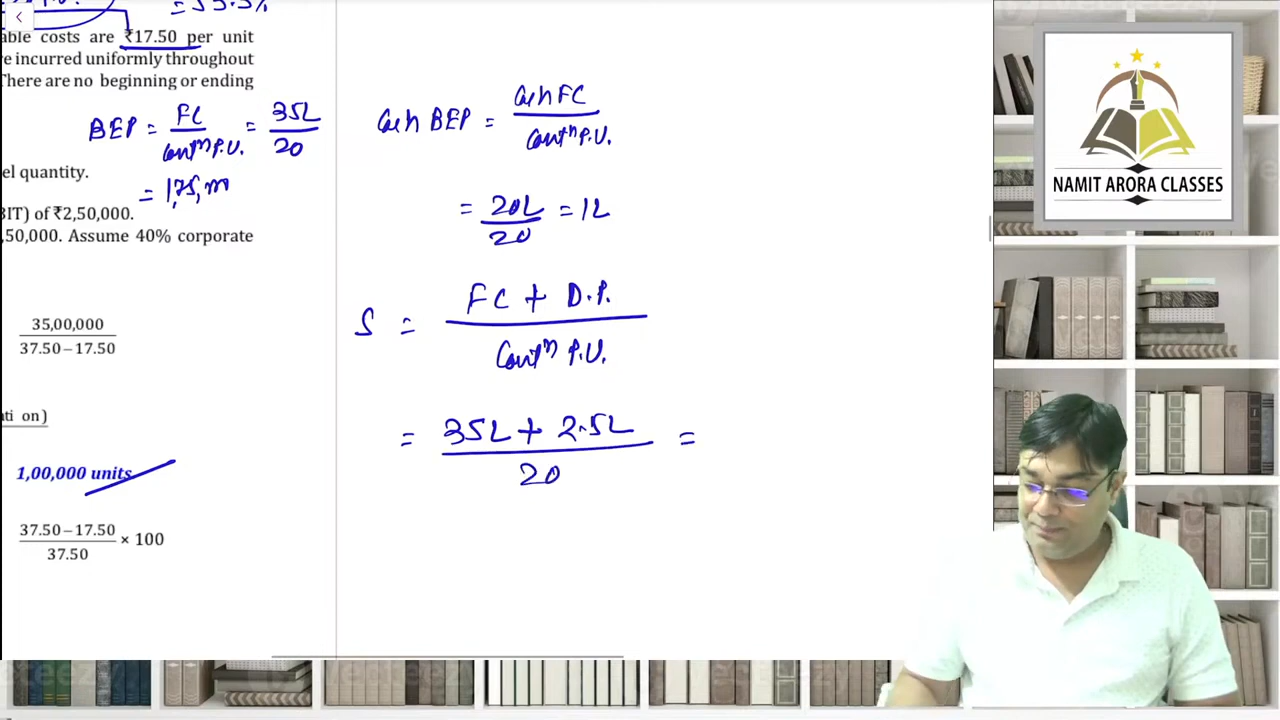 able costs are ₹17.50 per unit
e incurred uniformly throughout
There are no beginning or ending
BEP = FC / Contⁿ P.U. = 35L / 20
= 1,75,000
el quantity.
BIT) of ₹2,50,000.
,50,000. Assume 40% corporate
35,00,000
37.50 – 17.50
ati on)
1,00,000 units
37.50 – 17.50 / 37.50 × 100
Cash BEP = Cash FC / Contⁿ P.U.
= 20L / 20 = 1L
S = FC + D.P. / Contⁿ P.U.
= 35L + 2.5L / 20 =
NAMIT ARORA CLASSES